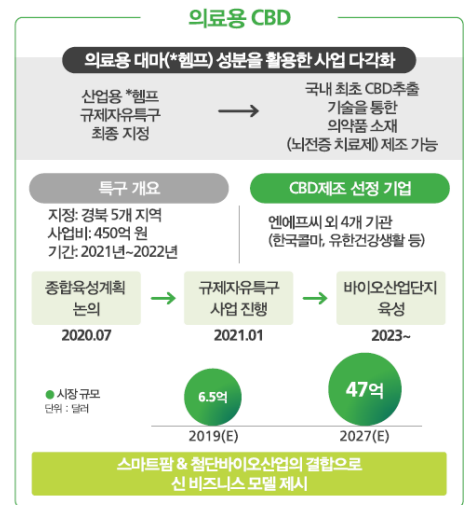 의료용 CBD
의료용 대마(*헴프) 성분을 활용한 사업 다각화
산업용 *헴프
규제자유특구
최종 지정
국내 최초 CBD추출
기술을 통한
의약품 소재
(뇌전증 치료제) 제조 가능
특구 개요
지정: 경북 5개 지역
사업비: 450억 원
기간: 2021년~2022년
CBD제조 선정 기업
엔에프씨 외 4개 기관
(한국콜마, 유한건강생활 등)
종합육성계획
논의
2020.07
규제자유특구
사업 진행
2021.01
바이오산업단지
육성
2023~
시장 규모
단위 : 달러
6.5억
2019(E)
47억
2027(E)
스마트팜 & 첨단바이오산업의 결합으로
신 비즈니스 모델 제시